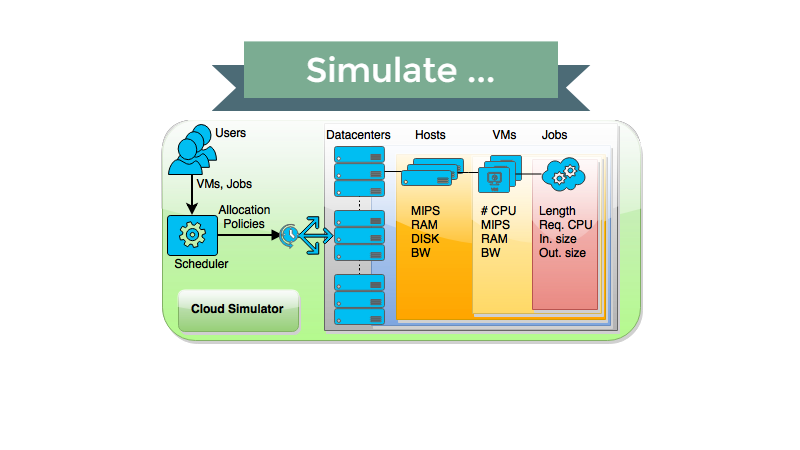 Simulate ...
Users
Datacenters
Hosts
VMs
Jobs
VMs, Jobs
Allocation
Policies
Scheduler
MIPS
RAM
DISK
BW
# CPU
MIPS
RAM
BW
Length
Req. CPU
In. size
Out. size
Cloud Simulator